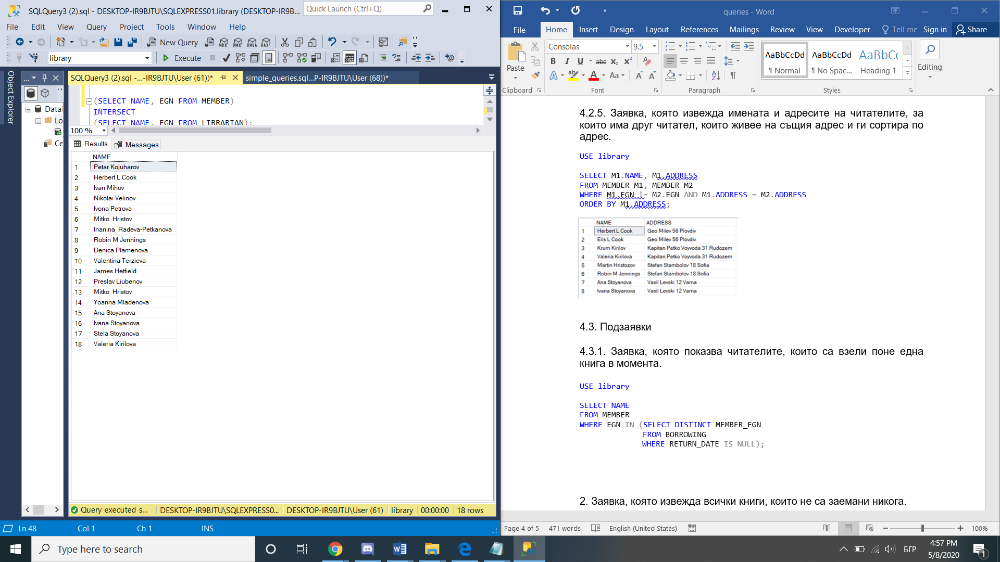 SQLQuery3 (2).sql - DESKTOP-IR9BJTU\SQLEXPRESS01.library (DESKTOP-IR9B...
Quick Launch (Ctrl+Q)
File Edit View Query Project Tools Window Help
New Query
MDX DMX XMLA DAX
library
Execute
Object Explorer
SQLQuery3 (2).sql -...-IR9BJTU\User (61))*
simple_queries.sql...P-IR9BJTU\User (68))*
...
Datal
Lo
Ce
(SELECT NAME, EGN FROM MEMBER)
INTERSECT
(SELECT NAME, EGN FROM LIBRARIAN);
100 %
Results Messages
NAME
1 Petar Kojuharov
2 Herbert L Cook
3 Ivan Mihov
4 Nikolai Velinov
5 Ivona Petrova
6 Mitko Hristov
7 Inanina Radeva-Petkanova
8 Robin M Jennings
9 Denica Plamenova
10 Valentina Terzieva
11 James Hetfield
12 Preslav Liubenov
13 Mitko Hristov
14 Yoanna Mladenova
15 Ana Stoyanova
16 Ivana Stoyanova
17 Stela Stoyanova
18 Valeria Kirilova
Query executed s... DESKTOP-IR9BJTU\SQLEXPRESS0... DESKTOP-IR9BJTU\User (61) library 00:00:00 18 rows
Ln 48 Col 1 Ch 1 INS
queries - Word
File Home Insert Design Layout References Mailings Review View Developer Tell me Sign in Share
Paste
Consolas 9.5
B I U abc X2 X2
Aa
AaBbCcDd AaBbCcDd AaBbCc
¶ Normal ¶ No Spac... Heading 1
Editing
Clipboard Font Paragraph Styles
4.2.5. Заявка, която извежда имената и адресите на читателите, за
които има друг читател, които живее на същия адрес и ги сортира по
адрес.
USE library
SELECT M1.NAME, M1.ADDRESS
FROM MEMBER M1, MEMBER M2
WHERE M1.EGN != M2.EGN AND M1.ADDRESS = M2.ADDRESS
ORDER BY M1.ADDRESS;
NAME ADDRESS
1 Herbert L Cook Geo Milev 56 Plovdiv
2 Elis L Cook Geo Milev 56 Plovdiv
3 Krum Kirilov Kapitan Petko Voyvoda 31 Rudozem
4 Valeria Kirilova Kapitan Petko Voyvoda 31 Rudozem
5 Martin Hristozov Stefan Stambolov 18 Sofia
6 Robin M Jennings Stefan Stambolov 18 Sofia
7 Ana Stoyanova Vasil Levski 12 Varna
8 Ivana Stoyanova Vasil Levski 12 Varna
4.3. Подзаявки
4.3.1. Заявка, която показва читателите, които са взели поне една
книга в момента.
USE library
SELECT NAME
FROM MEMBER
WHERE EGN IN (SELECT DISTINCT MEMBER_EGN
FROM BORROWING
WHERE RETURN_DATE IS NULL);
2. Заявка, която извежда всички книги, които не са заемани никога.
Page 4 of 5 471 words English (United States) 100%
Type here to search
БГР
4:57 PM
5/8/2020
1